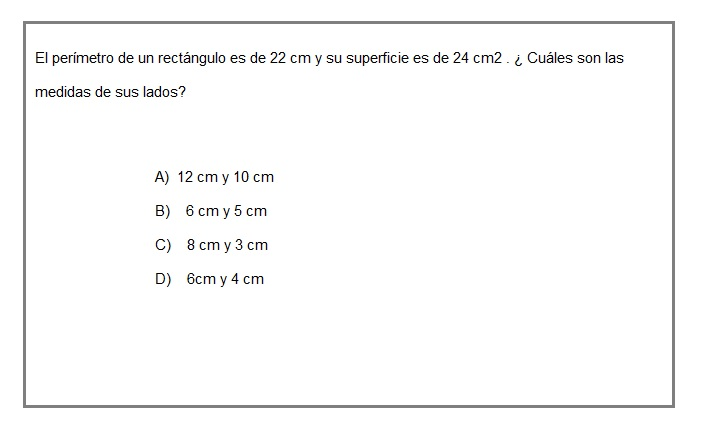 El perímetro de un rectángulo es de 22 cm y su superficie es de 24 cm2 . ¿ Cuáles son las
medidas de sus lados?
A) 12 cm y 10 cm
B) 6 cm y 5 cm
C) 8 cm y 3 cm
D) 6cm y 4 cm